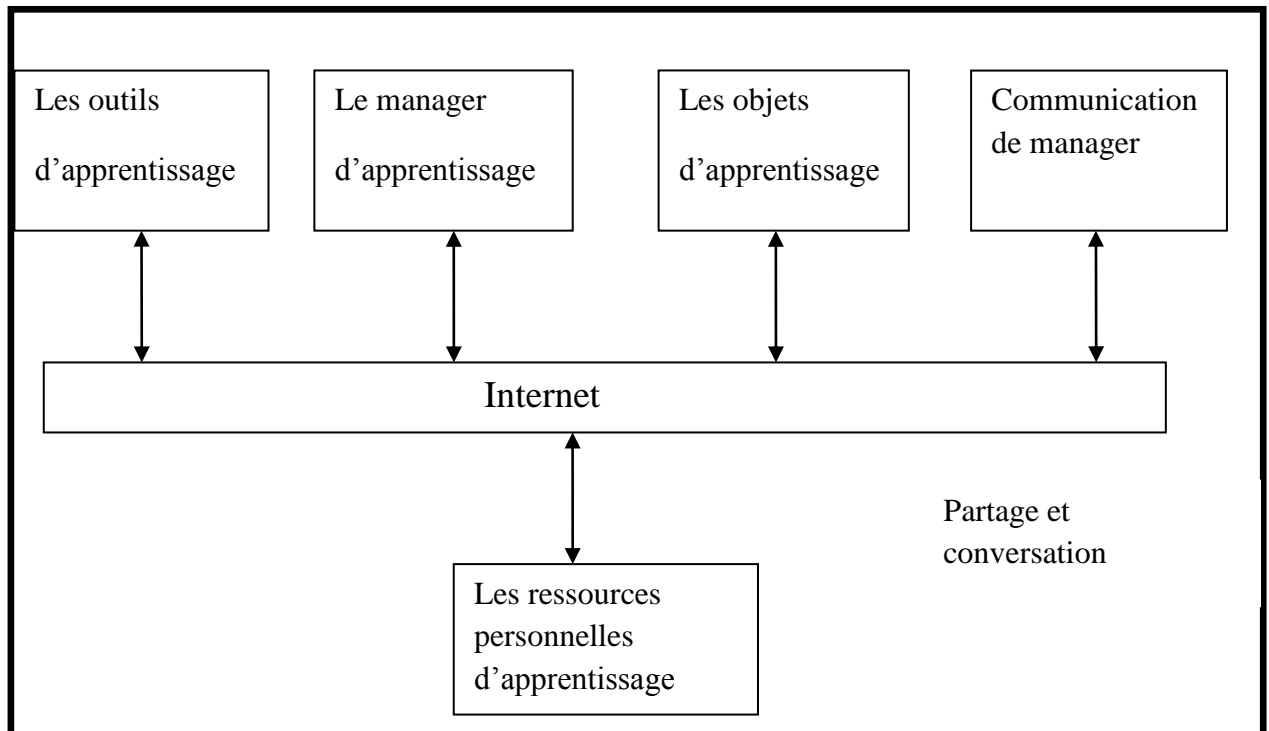 Les outils
d’apprentissage
Le manager
d’apprentissage
Les objets
d’apprentissage
Communication
de manager
Internet
Partage et
conversation
Les ressources
personnelles
d’apprentissage